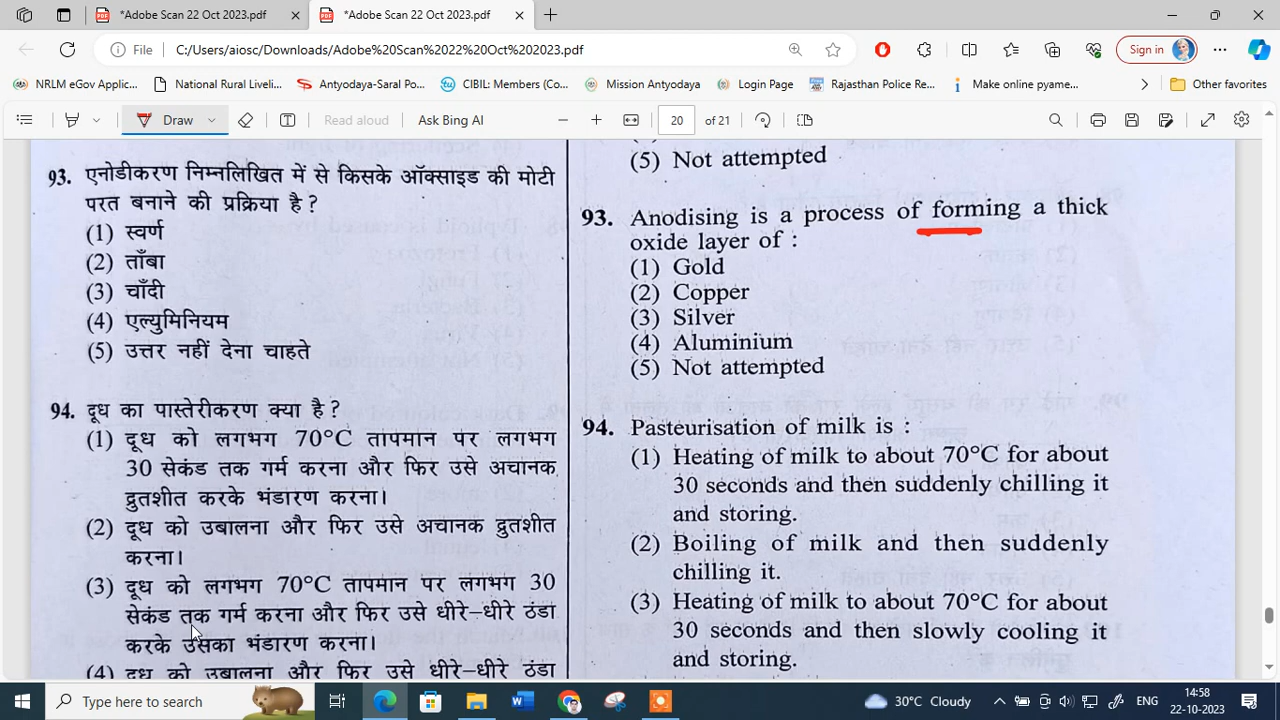 *Adobe Scan 22 Oct 2023.pdf
*Adobe Scan 22 Oct 2023.pdf
File
C:/Users/aiosc/Downloads/Adobe%20Scan%2022%20Oct%202023.pdf
Sign in
NRLM eGov Applic...
National Rural Liveli...
Antyodaya-Saral Po...
CIBIL: Members (Co...
Mission Antyodaya
Login Page
Rajasthan Police Re...
Make online pyame...
Other favorites
Draw
Read aloud
Ask Bing AI
20
of 21
93. एनोडीकरण निम्नलिखित में से किसके ऑक्साइड की मोटी
परत बनाने की प्रक्रिया है ?
(1) स्वर्ण
(2) ताँबा
(3) चाँदी
(4) एल्युमिनियम
(5) उत्तर नहीं देना चाहते
94. दूध का पास्तेरीकरण क्या है ?
(1) दूध को लगभग 70°C तापमान पर लगभग
30 सेकंड तक गर्म करना और फिर उसे अचानक
द्रुतशीत करके भंडारण करना।
(2) दूध को उबालना और फिर उसे अचानक द्रुतशीत
करना।
(3) दूध को लगभग 70°C तापमान पर लगभग 30
सेकंड तक गर्म करना और फिर उसे धीरे-धीरे ठंडा
करके उसका भंडारण करना।
(4) दूध को उबालना और फिर उसे धीरे-धीरे ठंडा
(5) Not attempted
93. Anodising is a process of forming a thick
oxide layer of :
(1) Gold
(2) Copper
(3) Silver
(4) Aluminium
(5) Not attempted
94. Pasteurisation of milk is :
(1) Heating of milk to about 70°C for about
30 seconds and then suddenly chilling it
and storing.
(2) Boiling of milk and then suddenly
chilling it.
(3) Heating of milk to about 70°C for about
30 seconds and then slowly cooling it
and storing.
Type here to search
30°C Cloudy
ENG
14:58
22-10-2023